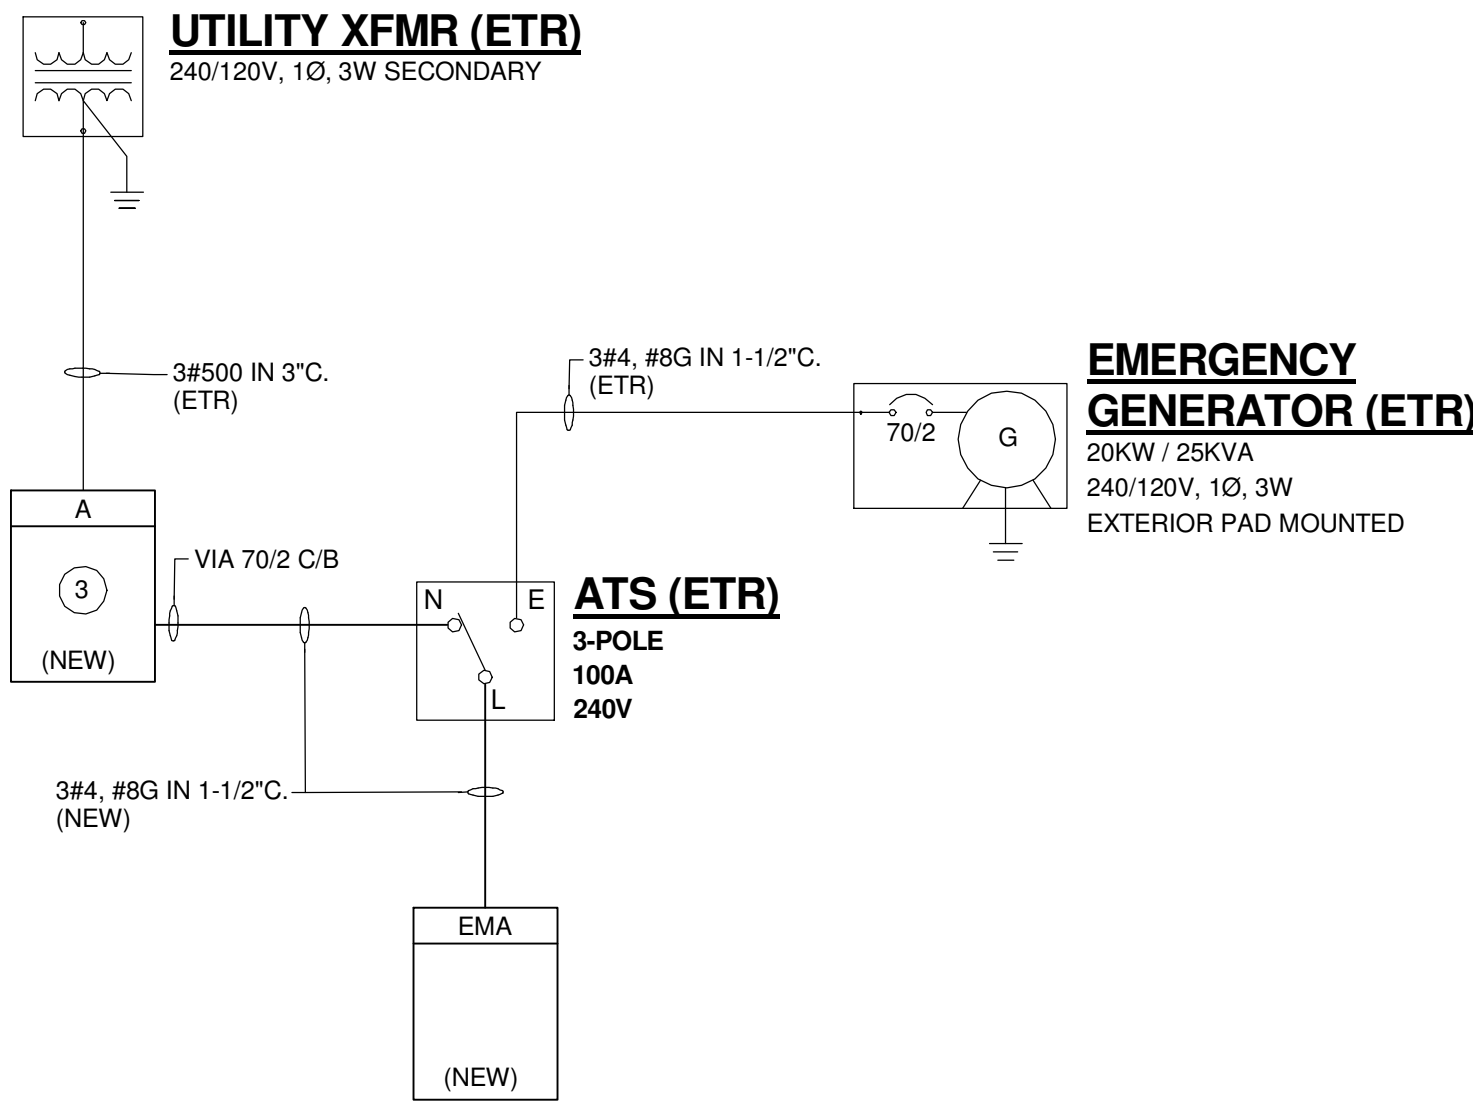 UTILITY XFMR (ETR)
240/120V, 1Ø, 3W SECONDARY
3#500 IN 3"C.
(ETR)
3#4, #8G IN 1-1/2"C.
(ETR)
70/2
G
EMERGENCY
GENERATOR (ETR)
20KW / 25KVA
240/120V, 1Ø, 3W
EXTERIOR PAD MOUNTED
A
3
(NEW)
VIA 70/2 C/B
N
E
L
ATS (ETR)
3-POLE
100A
240V
3#4, #8G IN 1-1/2"C.
(NEW)
EMA
(NEW)